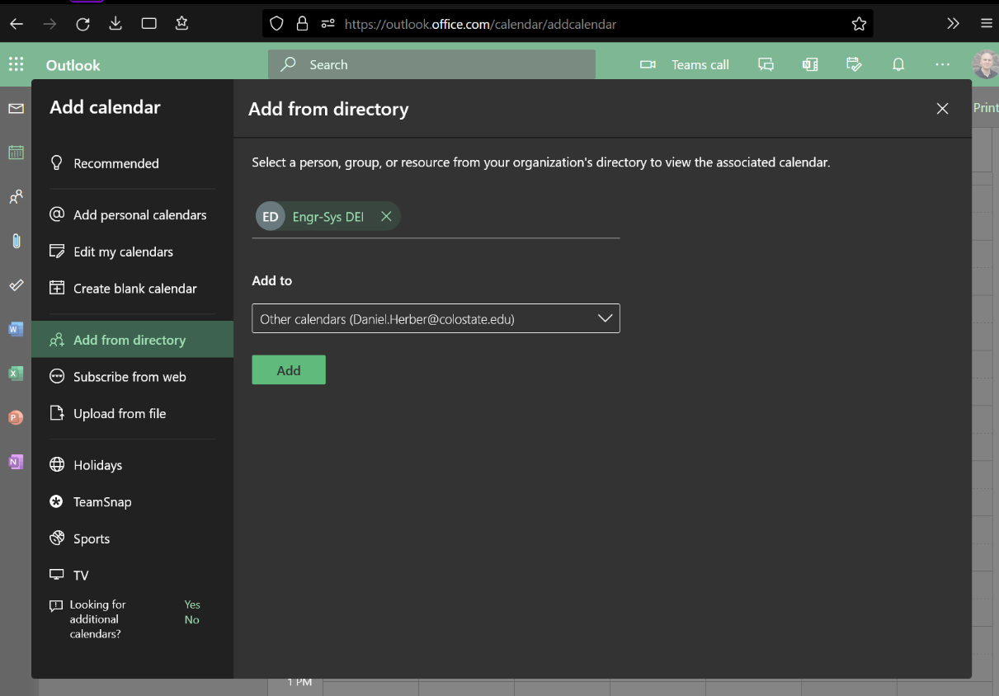 https://outlook.office.com/calendar/addcalendar
Outlook
Search
Teams call
Print
Add calendar
Recommended
Add personal calendars
Edit my calendars
Create blank calendar
Add from directory
Subscribe from web
Upload from file
Holidays
TeamSnap
Sports
TV
Looking for
additional
calendars?
Yes
No
Add from directory
Select a person, group, or resource from your organization's directory to view the associated calendar.
ED Engr-Sys DEI
Add to
Other calendars (Daniel.Herber@colostate.edu)
Add
W
X
P
N
1 PM